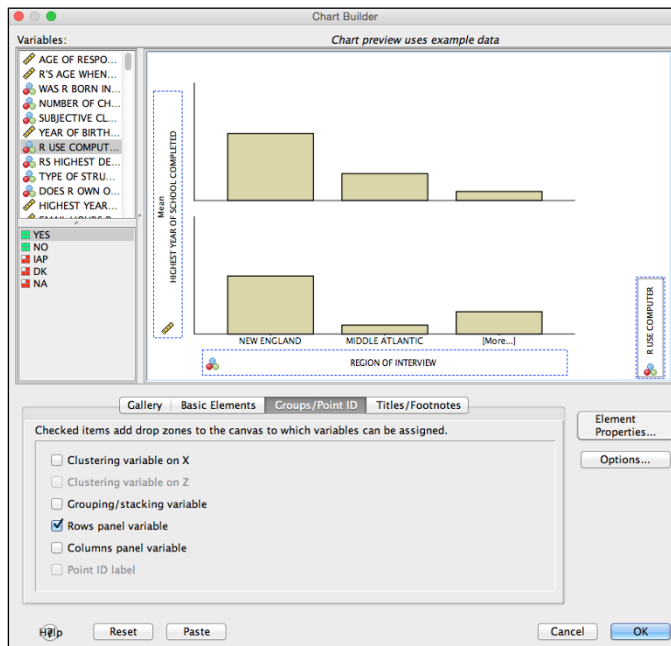 Chart Builder
Variables:
Chart preview uses example data
AGE OF RESPO...
R'S AGE WHEN...
WAS R BORN IN...
NUMBER OF CH...
SUBJECTIVE CL...
YEAR OF BIRTH...
R USE COMPUT...
RS HIGHEST DE...
TYPE OF STRU...
DOES R OWN O...
HIGHEST YEAR...
YES
NO
IAP
DK
NA
Mean
HIGHEST YEAR OF SCHOOL COMPLETED
NEW ENGLAND
MIDDLE ATLANTIC
[More...]
REGION OF INTERVIEW
R USE COMPUTER
Gallery
Basic Elements
Groups/Point ID
Titles/Footnotes
Checked items add drop zones to the canvas to which variables can be assigned.
Clustering variable on X
Clustering variable on Z
Grouping/stacking variable
Rows panel variable
Columns panel variable
Point ID label
Element
Properties...
Options...
Help
Reset
Paste
Cancel
OK